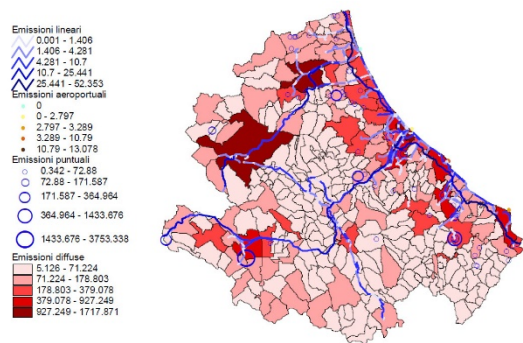 Emissioni lineari
0.001 - 1.406
1.406 - 4.281
4.281 - 10.7
10.7 - 25.441
25.441 - 52.353
Emissioni aeroportuali
0
0 - 2.797
2.797 - 3.289
3.289 - 10.79
10.79 - 13.078
Emissioni puntuali
0.342 - 72.88
72.88 - 171.587
171.587 - 364.964
364.964 - 1433.676
1433.676 - 3753.338
Emissioni diffuse
5.126 - 71.224
71.224 - 178.803
178.803 - 379.078
379.078 - 927.249
927.249 - 1717.871